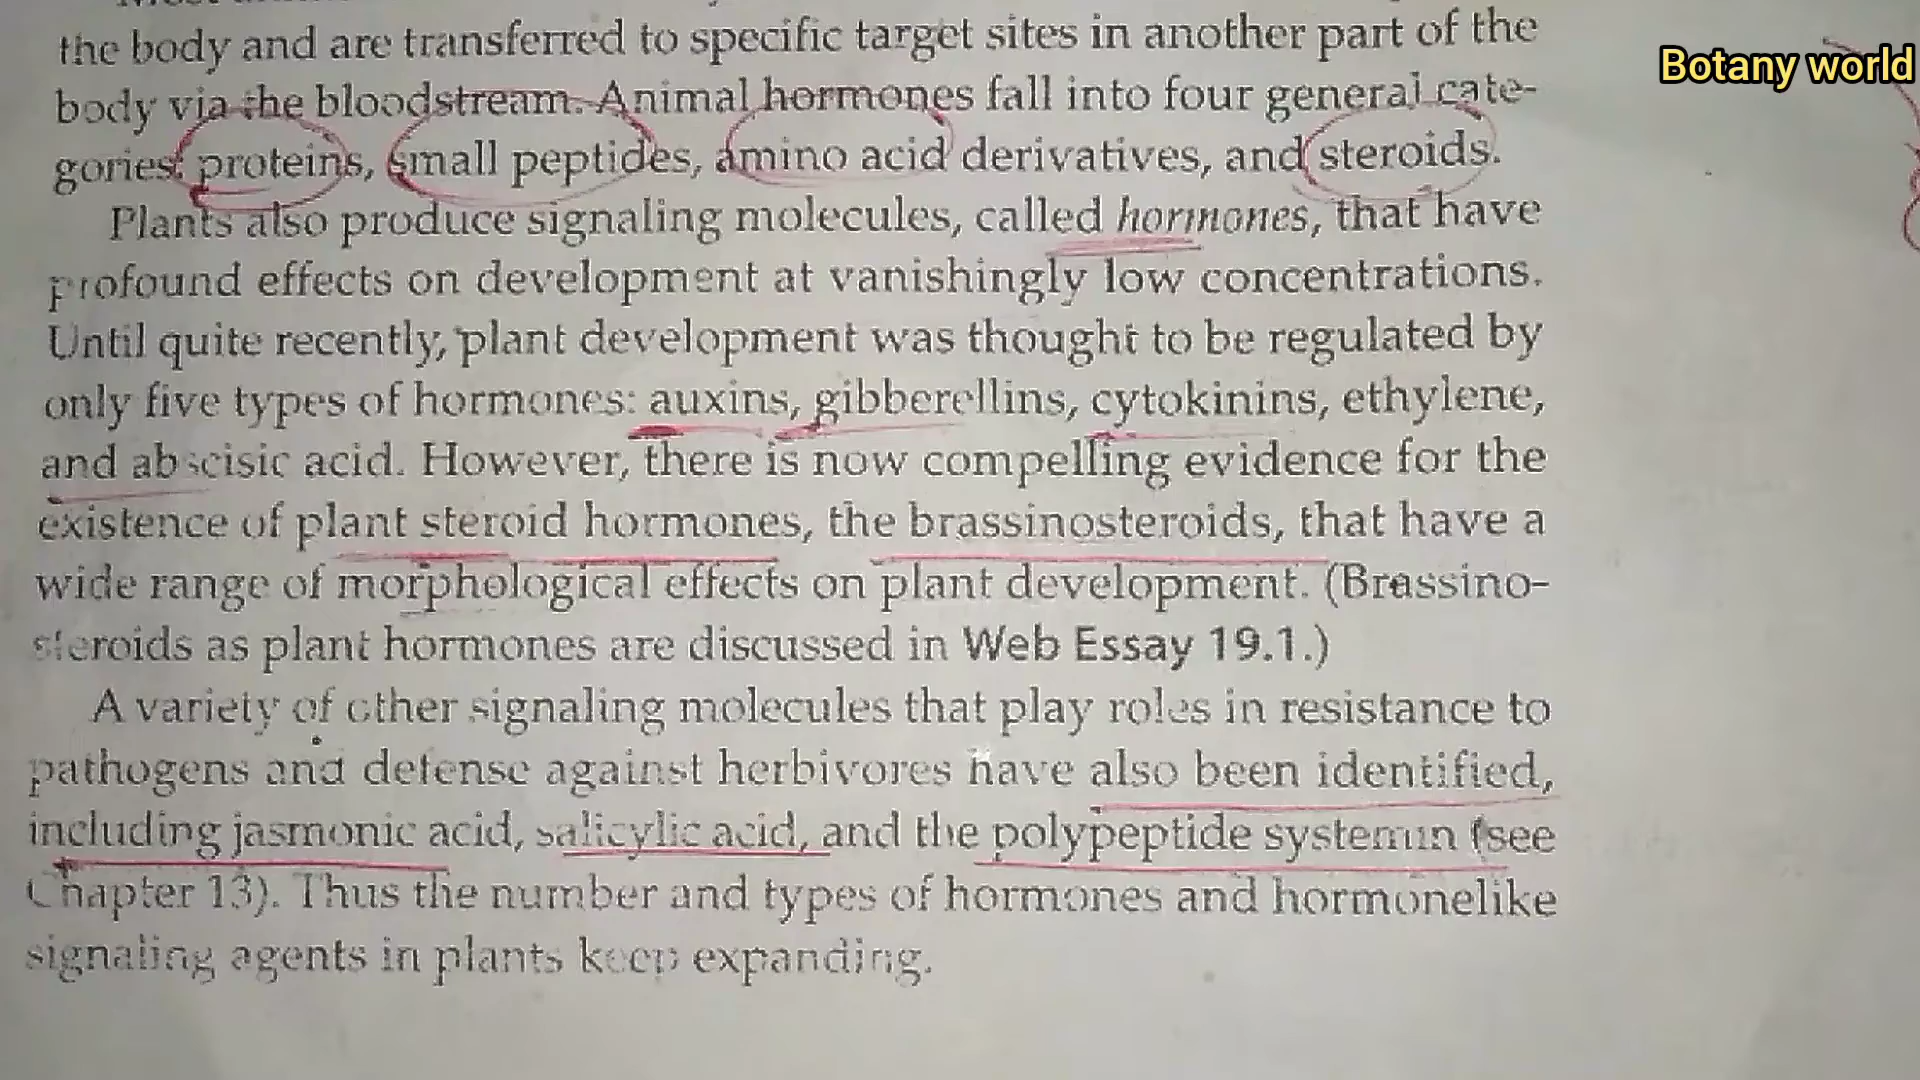 the body and are transferred to specific target sites in another part of the
body via the bloodstream. Animal hormones fall into four general cate-
gories: proteins, small peptides, amino acid derivatives, and steroids.
Plants also produce signaling molecules, called hormones, that have
profound effects on development at vanishingly low concentrations.
Until quite recently, plant development was thought to be regulated by
only five types of hormones: auxins, gibberellins, cytokinins, ethylene,
and abscisic acid. However, there is now compelling evidence for the
existence of plant steroid hormones, the brassinosteroids, that have a
wide range of morphological effects on plant development. (Brassino-
steroids as plant hormones are discussed in Web Essay 19.1.)
A variety of other signaling molecules that play roles in resistance to
pathogens and defense against herbivores have also been identified,
including jasmonic acid, salicylic acid, and the polypeptide systemin (see
Chapter 13). Thus the number and types of hormones and hormonelike
signaling agents in plants keep expanding.
Botany world